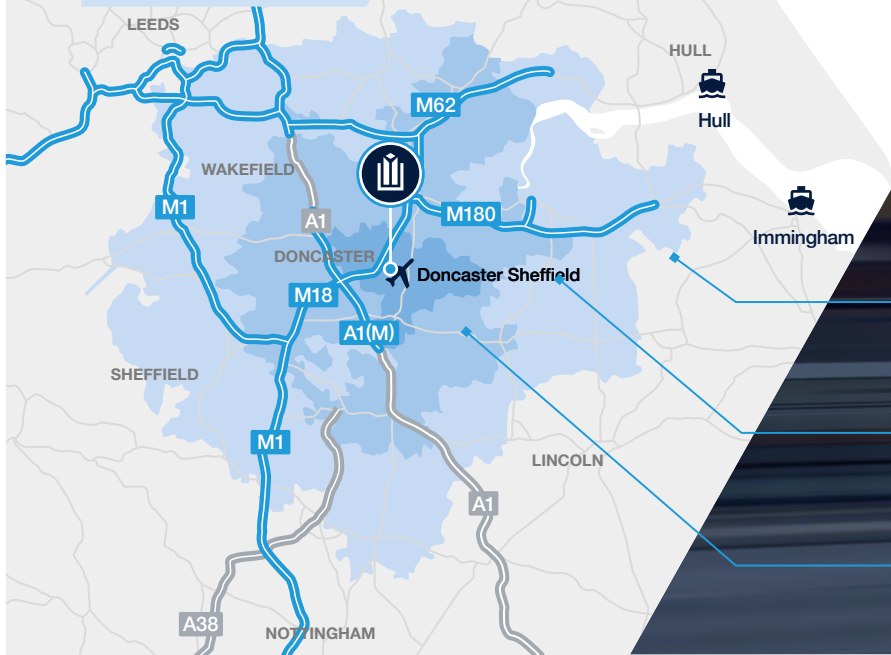 LEEDS
HULL
M62
Hull
WAKEFIELD
M1
A1
M180
Immingham
DONCASTER
Doncaster Sheffield
M18
A1(M)
SHEFFIELD
M1
LINCOLN
A1
A38
NOTTINGHAM